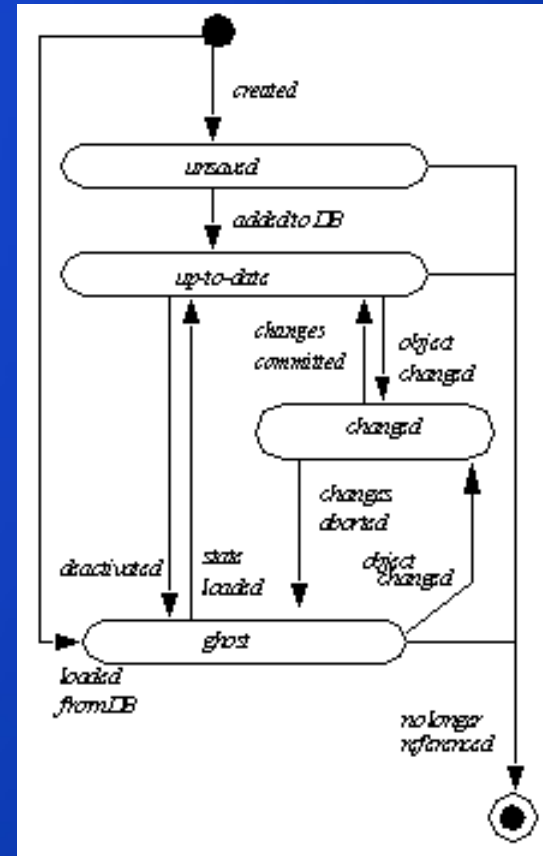 created
unsaved
added to DB
up-to-date
changes
committed
object
changed
changed
changes
aborted
deactivated
state
loaded
object
changed
ghost
loaded
from DB
no longer
referenced